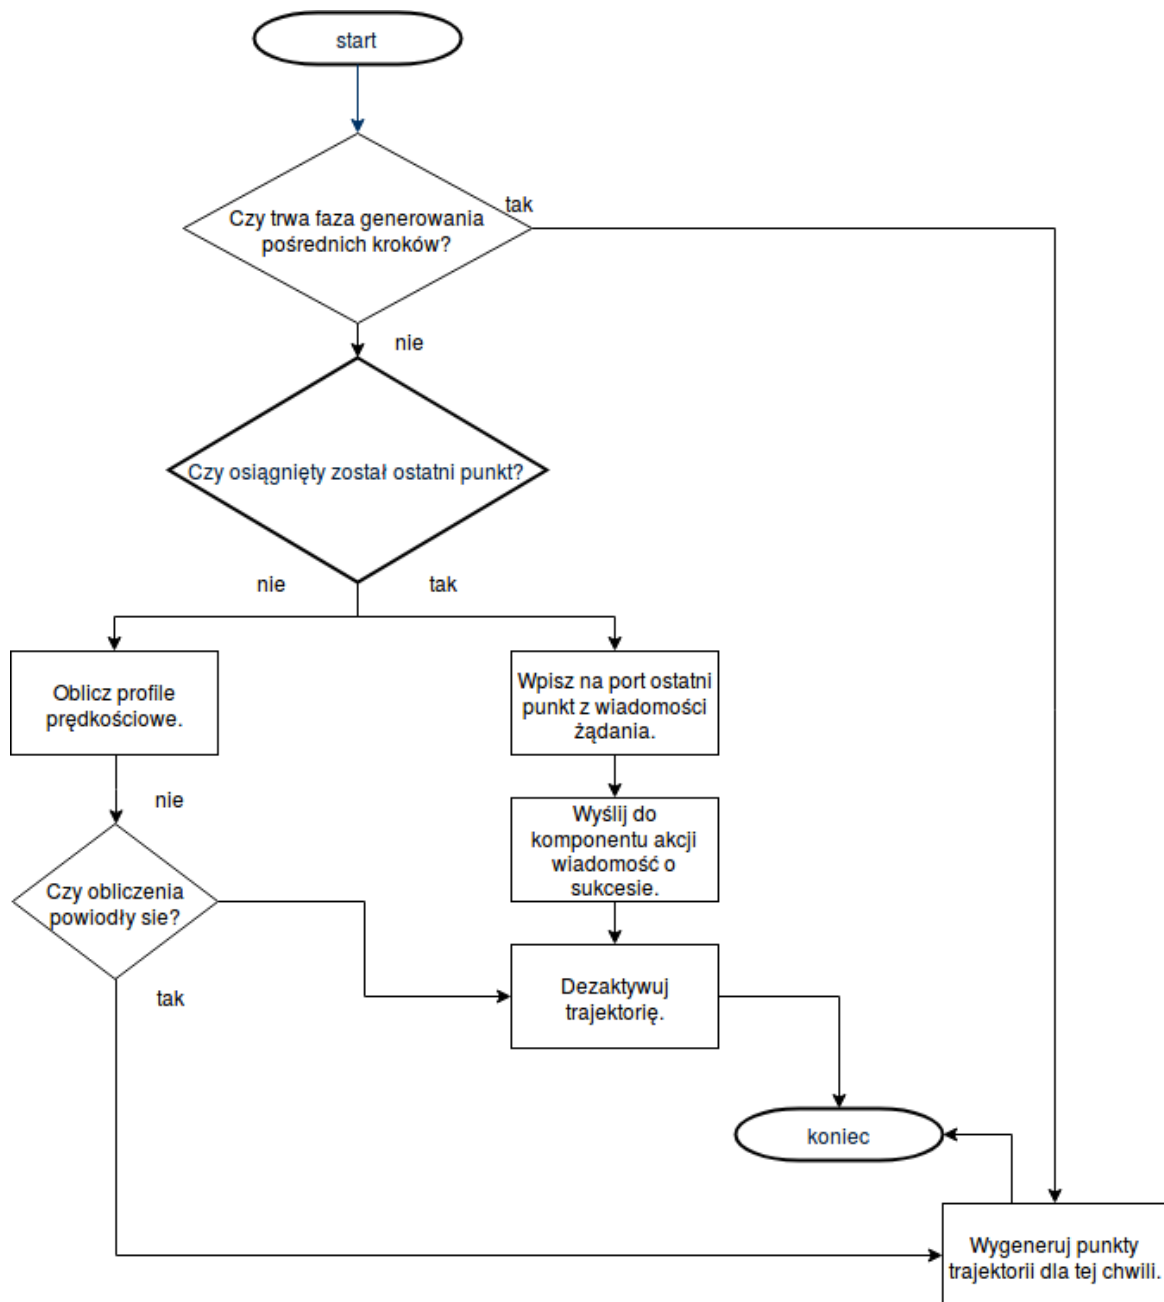 start
tak
Czy trwa faza generowania
pośrednich kroków?
nie
Czy osiągnięty został ostatni punkt?
nie
tak
Oblicz profile
prędkościowe.
Wpisz na port ostatni
punkt z wiadomości
żądania.
nie
Wyślij do
komponentu akcji
wiadomość o
sukcesie.
Czy obliczenia
powiodły sie?
tak
Dezaktywuj
trajektorię.
koniec
Wygeneruj punkty
trajektorii dla tej chwili.